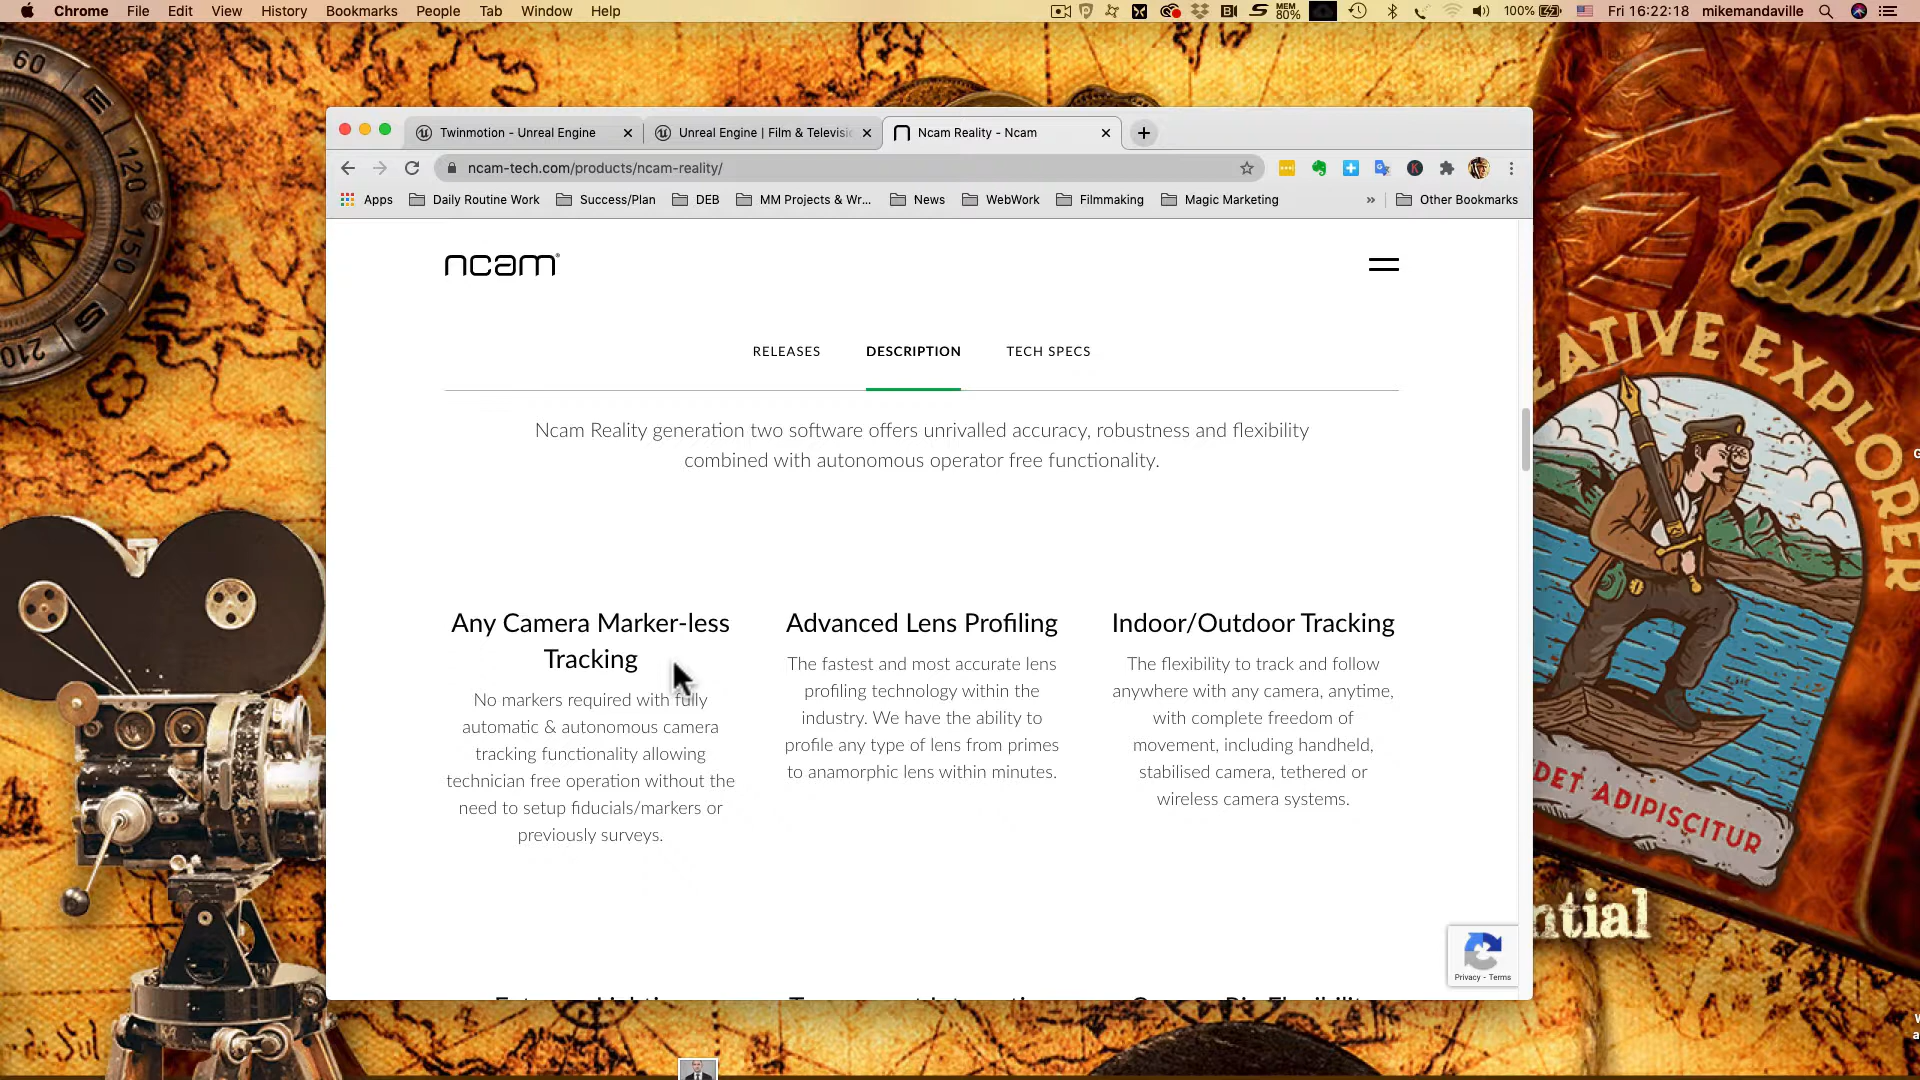 Chrome File Edit View History Bookmarks People Tab Window Help
MEM 80% 100% Fri 16:22:18 mikemandaville
Twinmotion - Unreal Engine
Unreal Engine | Film & Televisi
Ncam Reality - Ncam
ncam-tech.com/products/ncam-reality/
Apps Daily Routine Work Success/Plan DEB MM Projects & Wr... News WebWork Filmmaking Magic Marketing » Other Bookmarks
ncam
RELEASES DESCRIPTION TECH SPECS
Ncam Reality generation two software offers unrivalled accuracy, robustness and flexibility
combined with autonomous operator free functionality.
Any Camera Marker-less
Tracking
No markers required with fully
automatic & autonomous camera
tracking functionality allowing
technician free operation without the
need to setup fiducials/markers or
previously surveys.
Advanced Lens Profiling
The fastest and most accurate lens
profiling technology within the
industry. We have the ability to
profile any type of lens from primes
to anamorphic lens within minutes.
Indoor/Outdoor Tracking
The flexibility to track and follow
anywhere with any camera, anytime,
with complete freedom of
movement, including handheld,
stabilised camera, tethered or
wireless camera systems.
Privacy - Terms
60
E
120
150
S
210
EATIVE EXPLORER
DET ADIPISCITUR
ntial